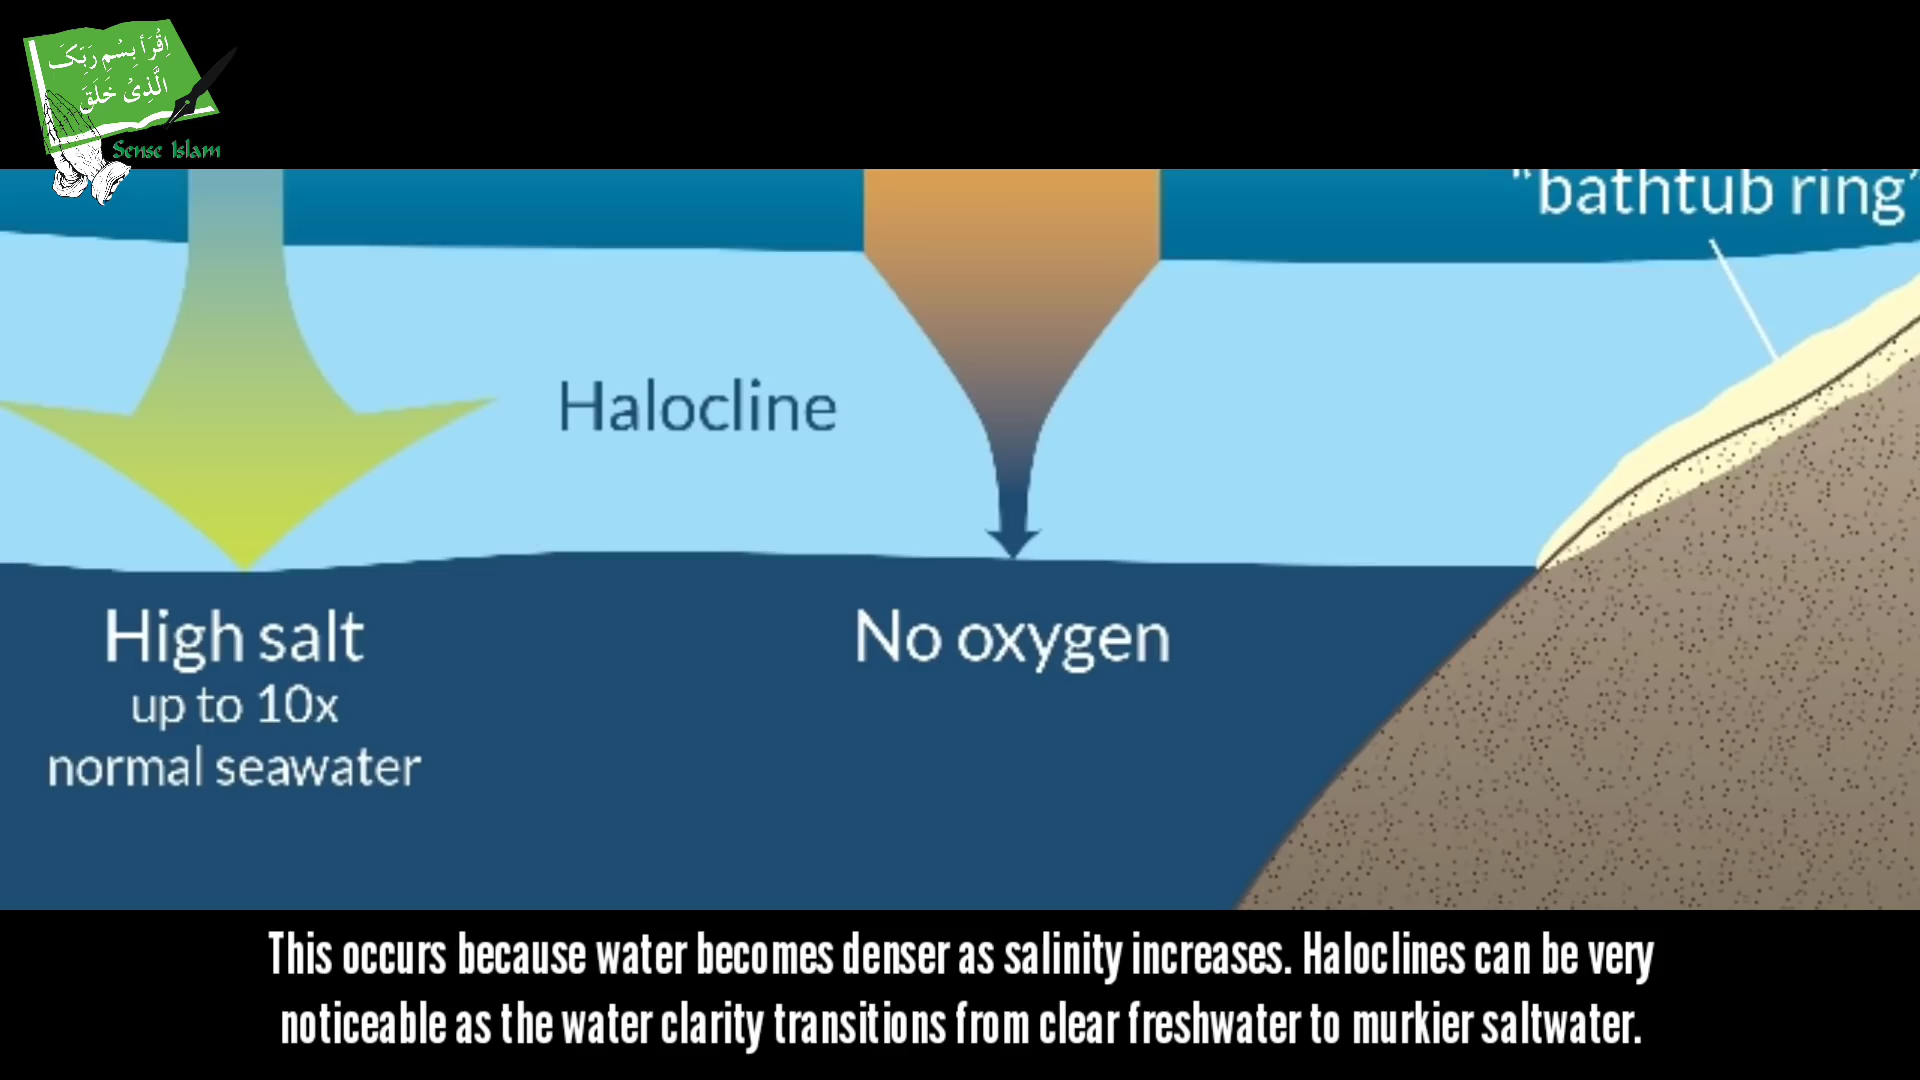 اِقْرَأْ بِسْمِ رَبِّكَ
الَّذِیْ خَلَقَ
Sense Islam
"bathtub ring"
Halocline
High salt
up to 10x
normal seawater
No oxygen
This occurs because water becomes denser as salinity increases. Haloclines can be very
noticeable as the water clarity transitions from clear freshwater to murkier saltwater.